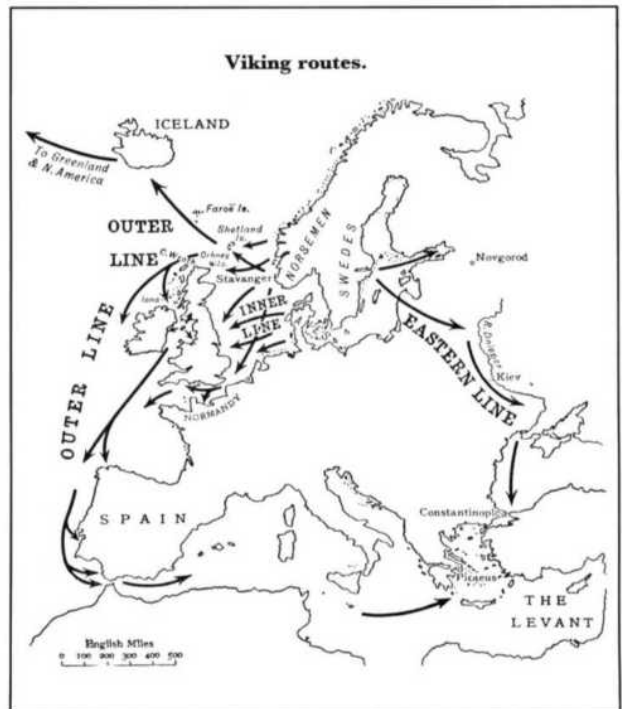 Viking routes.
ICELAND
To Greenland
& N. America
Faroë Is.
OUTER
LINE
Shetland
Is.
Orkney
C. Wrath
Stavanger
NORSEMEN
SWEDES
Novgorod
Iona
INNER
LINE
OUTER LINE
EASTERN LINE
R. Dnieper
Kiev
NORMANDY
SPAIN
Constantinople
Piraeus
THE
LEVANT
English Miles
0 100 200 300 400 500